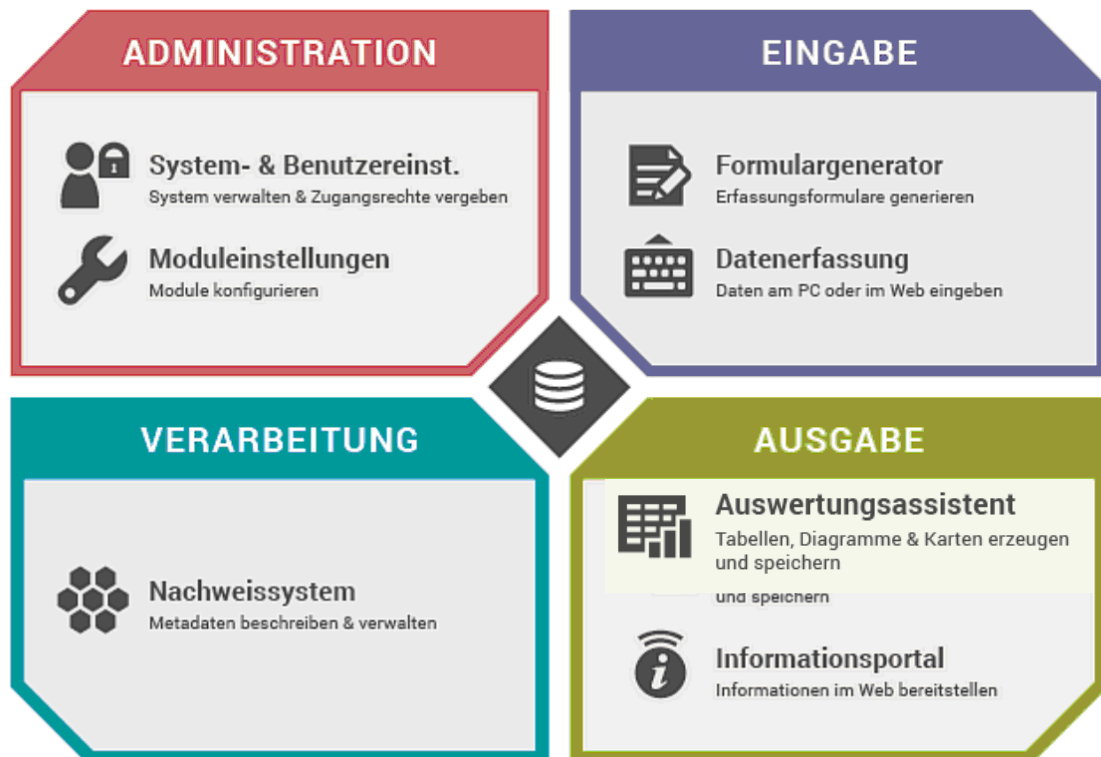 ADMINISTRATION
System- & Benutzereinst.
System verwalten & Zugangsrechte vergeben
Moduleinstellungen
Module konfigurieren
EINGABE
Formulargenerator
Erfassungsformulare generieren
Datenerfassung
Daten am PC oder im Web eingeben
VERARBEITUNG
Nachweissystem
Metadaten beschreiben & verwalten
AUSGABE
Auswertungsassistent
Tabellen, Diagramme & Karten erzeugen
und speichern
und speichern
Informationsportal
Informationen im Web bereitstellen